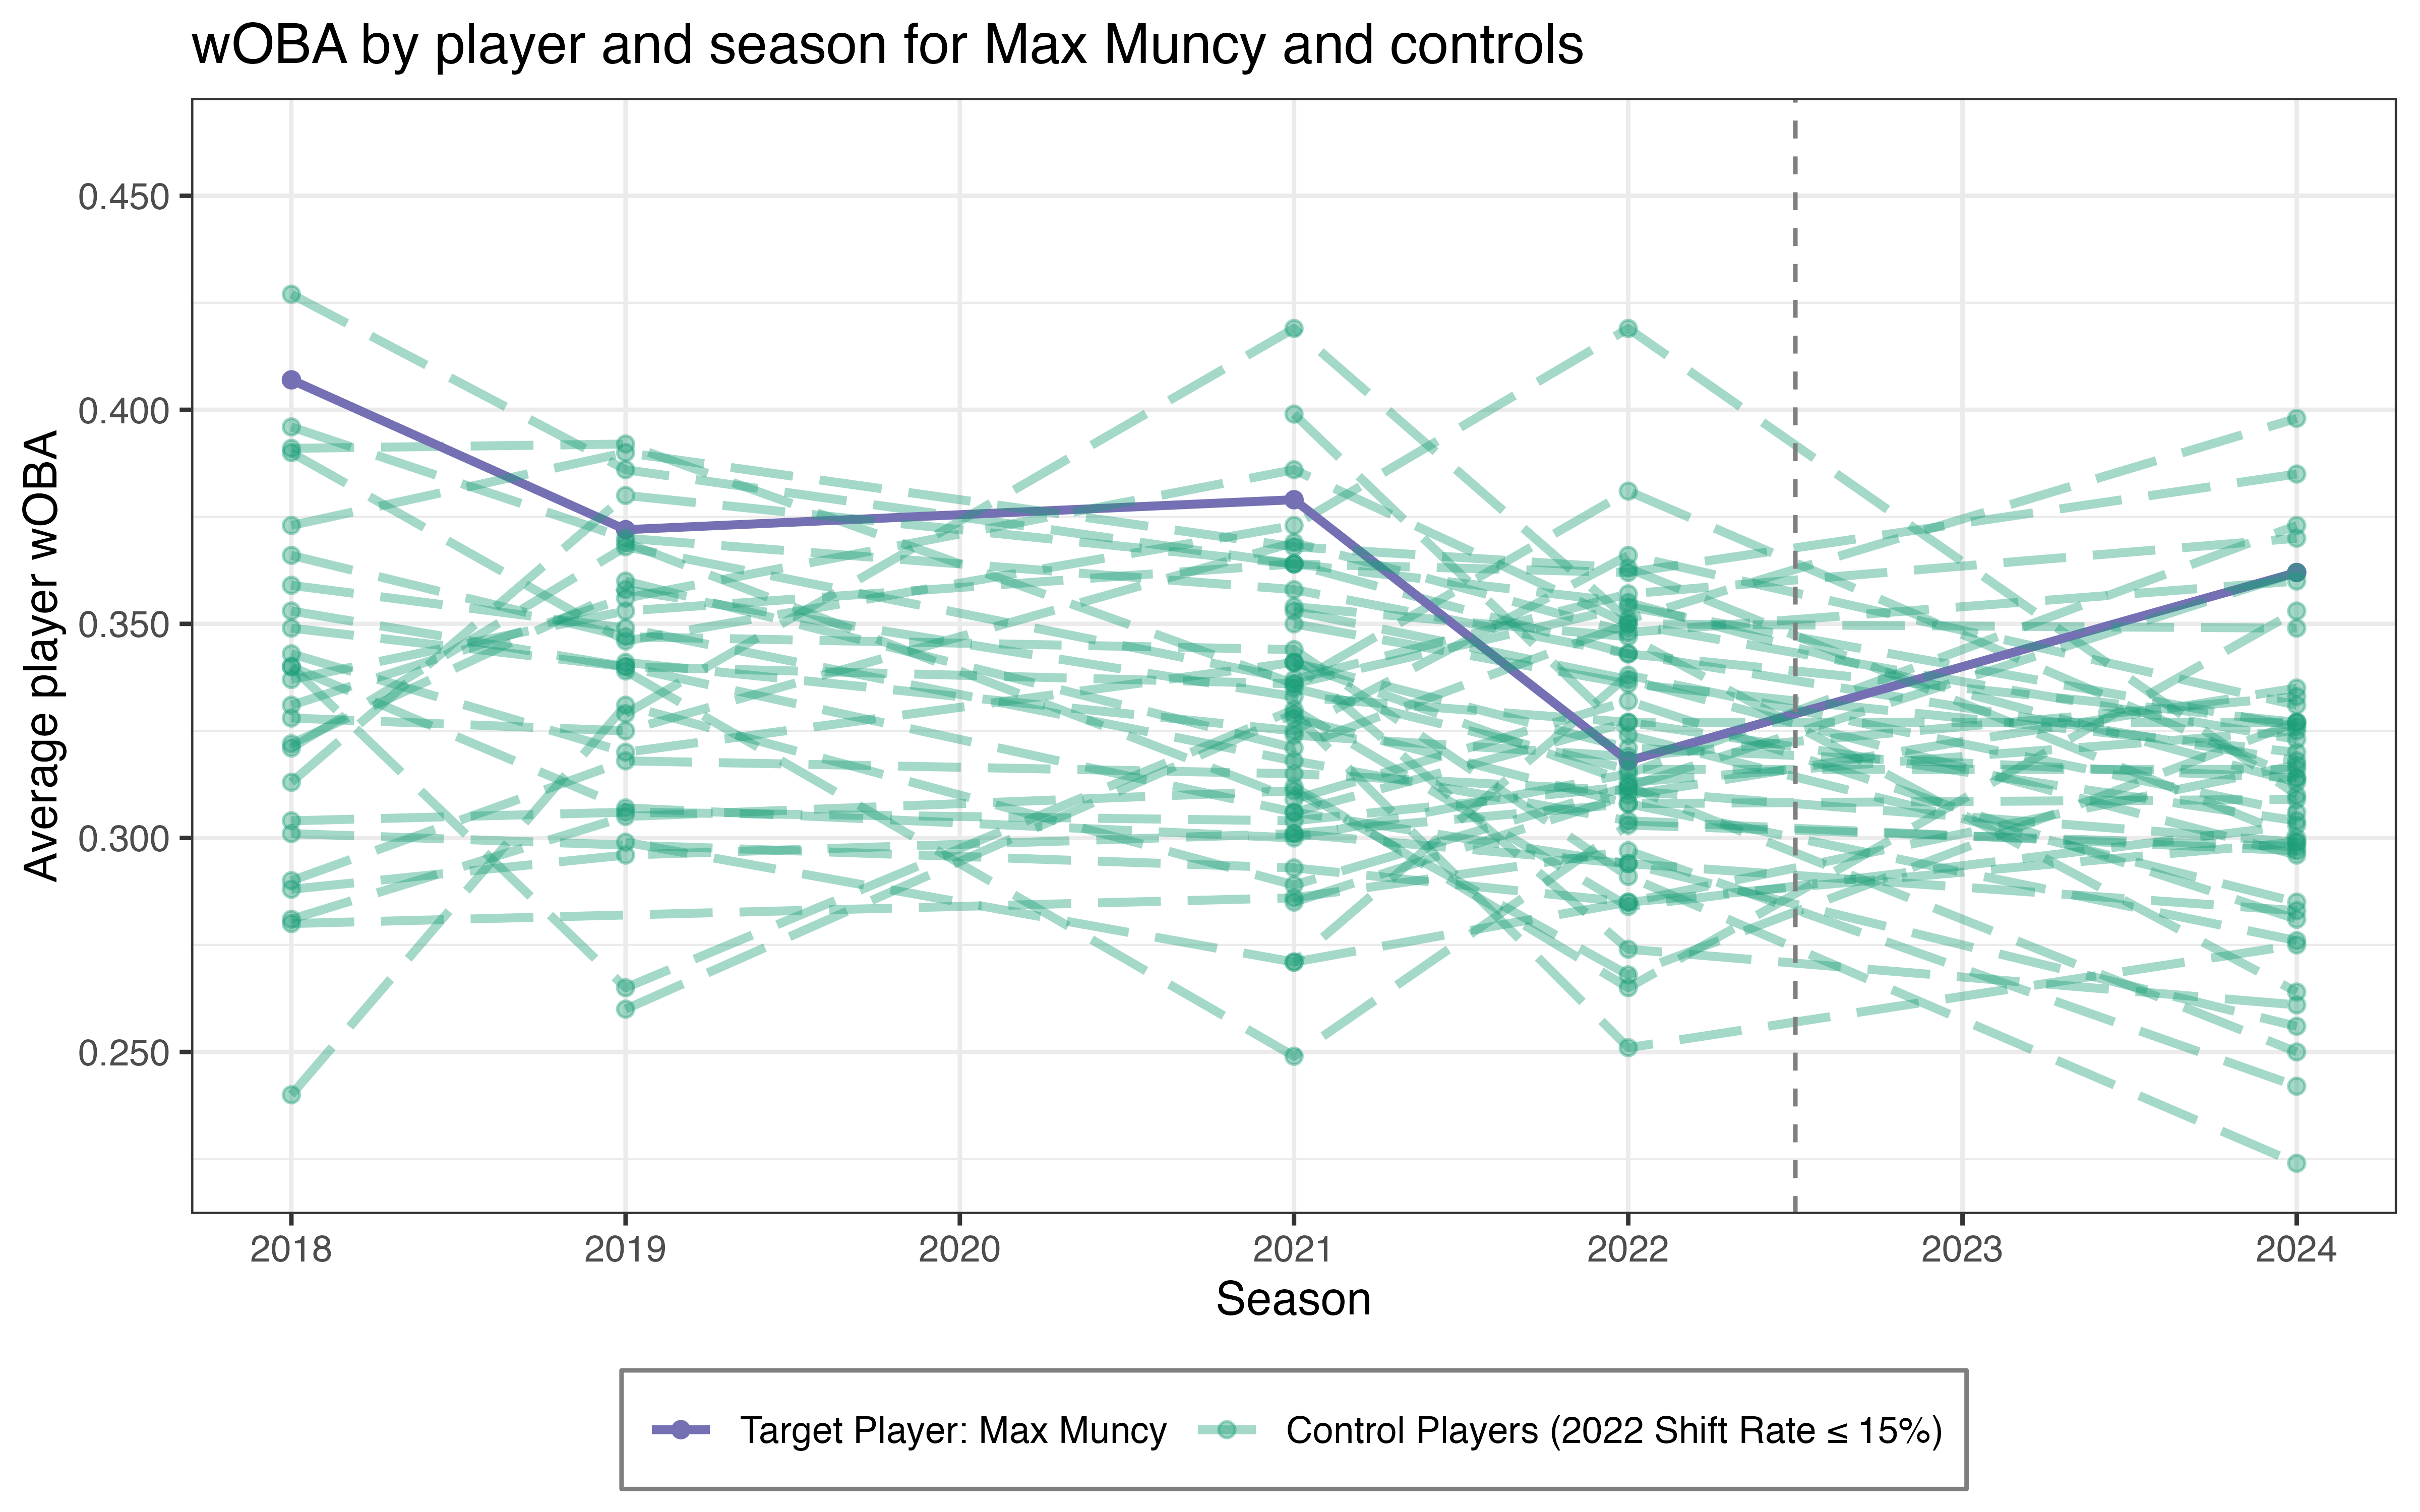 wOBA by player and season for Max Muncy and controls
Average player wOBA
0.450
0.400
0.350
0.300
0.250
2018 2019 2020 2021 2022 2023 2024
Season
Target Player: Max Muncy Control Players (2022 Shift Rate ≤ 15%)